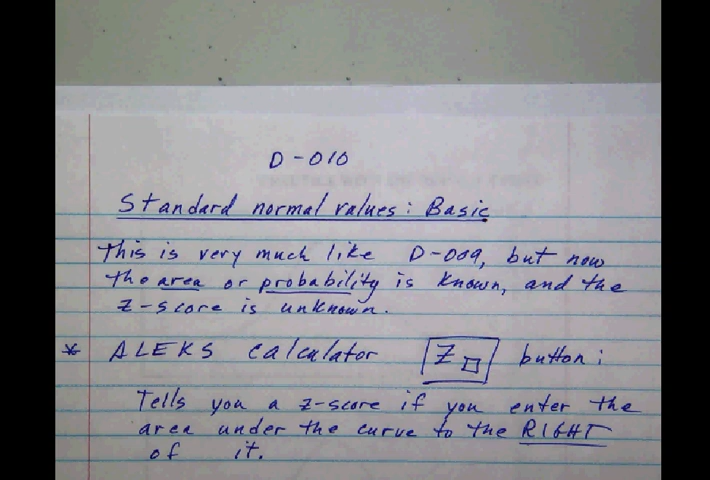 D-010
Standard normal values: Basic
This is very much like D-009, but now
the area or probability is known, and the
z-score is unknown.
* ALEKS calculator Z□ button:
Tells you a z-score if you enter the
area under the curve to the RIGHT
of it.